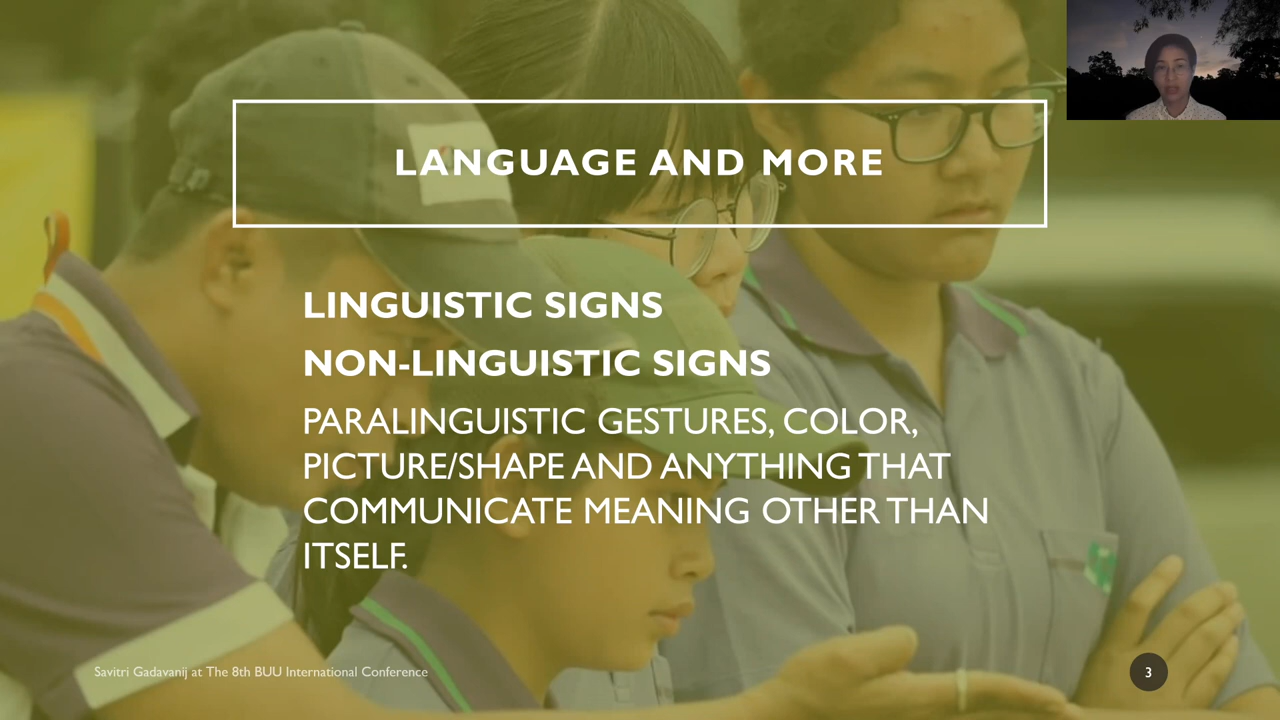 LANGUAGE AND MORE
LINGUISTIC SIGNS
NON-LINGUISTIC SIGNS
PARALINGUISTIC GESTURES, COLOR,
PICTURE/SHAPE AND ANYTHING THAT
COMMUNICATE MEANING OTHER THAN
ITSELF.
Savitri Gadavanij at The 8th BUU International Conference
3